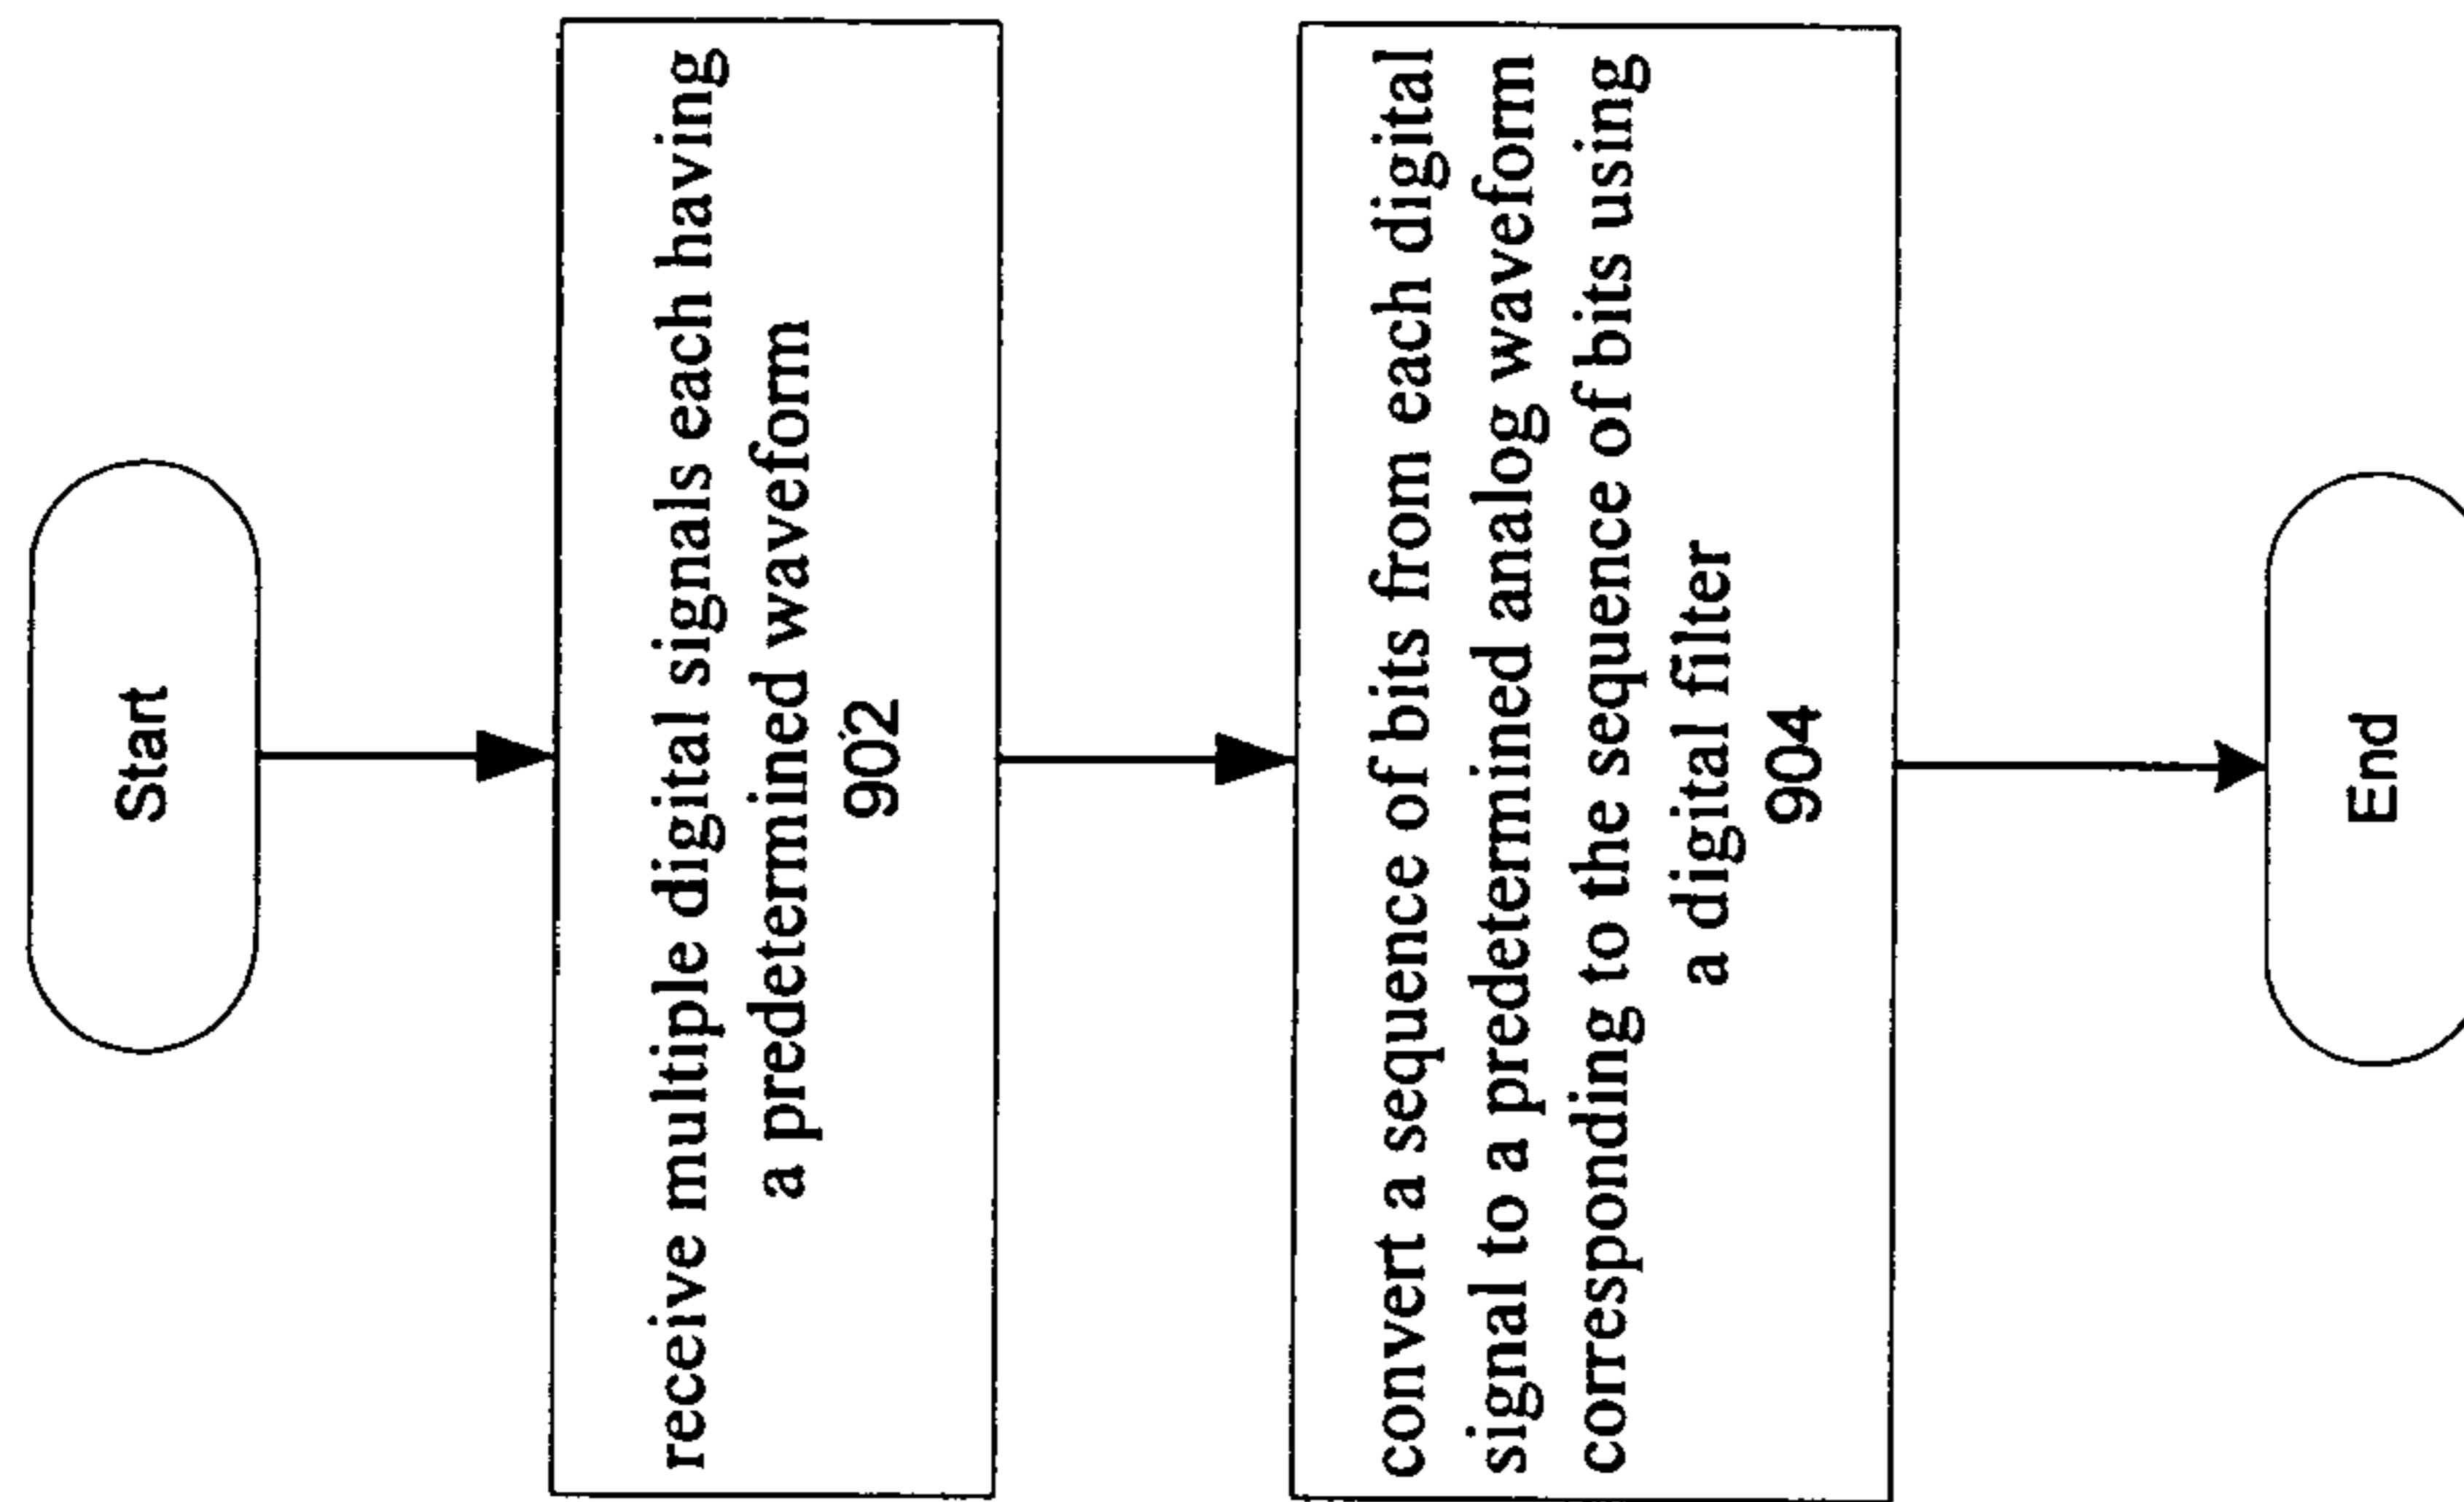 Start
receive multiple digital signals each having
a predetermined waveform
902
convert a sequence of bits from each digital
signal to a predetermined analog waveform
corresponding to the sequence of bits using
a digital filter
904
End